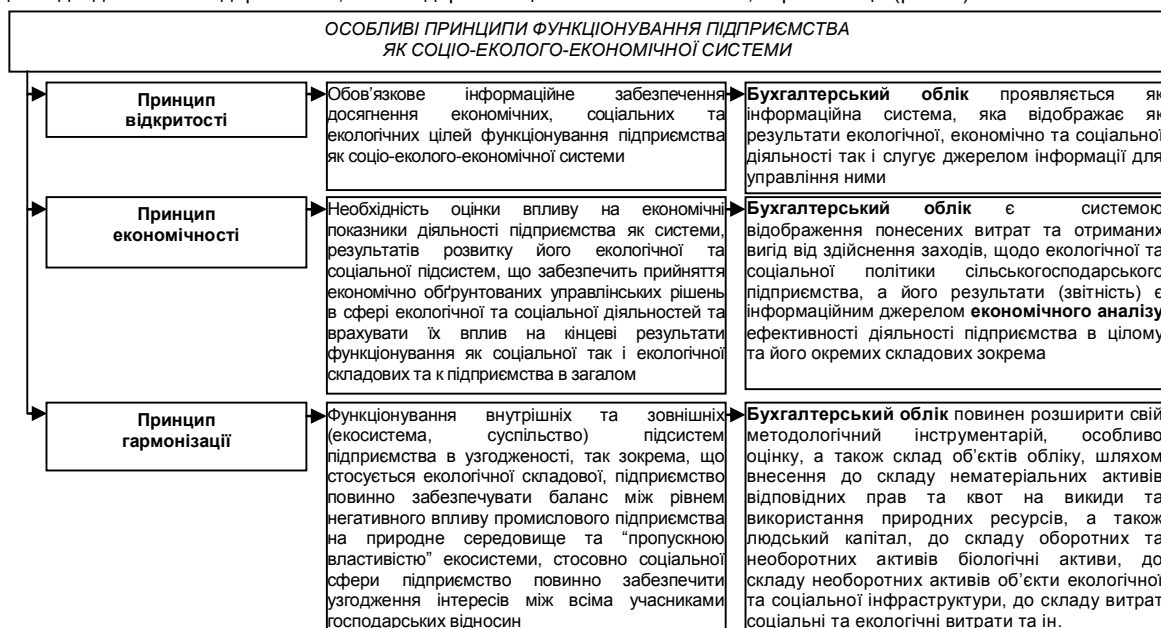 ОСОБЛИВІ ПРИНЦИПИ ФУНКЦІОНУВАННЯ ПІДПРИЄМСТВА
ЯК СОЦІО-ЕКОЛОГО-ЕКОНОМІЧНОЇ СИСТЕМИ
Принцип
відкритості
Обов’язкове інформаційне забезпечення
досягнення економічних, соціальних та
екологічних цілей функціонування підприємства
як соціо-еколого-економічної системи
Бухгалтерський облік проявляється як
інформаційна система, яка відображає як
результати екологічної, економічно та соціальної
діяльності так і слугує джерелом інформації для
управління ними
Принцип
економічності
Необхідність оцінки впливу на економічні
показники діяльності підприємства як системи,
результатів розвитку його екологічної та
соціальної підсистем, що забезпечить прийняття
економічно обґрунтованих управлінських рішень
в сфері екологічної та соціальної діяльностей та
врахувати їх вплив на кінцеві результати
функціонування як соціальної так і екологічної
складових та к підприємства в загалом
Бухгалтерський облік є системою
відображення понесених витрат та отриманих
вигід від здійснення заходів, щодо екологічної та
соціальної політики сільськогосподарського
підприємства, а його результати (звітність) є
інформаційним джерелом економічного аналізу
ефективності діяльності підприємства в цілому
та його окремих складових зокрема
Принцип
гармонізації
Функціонування внутрішніх та зовнішніх
(екосистема, суспільство) підсистем
підприємства в узгодженості, так зокрема, що
стосується екологічної складової, підприємство
повинно забезпечувати баланс між рівнем
негативного впливу промислового підприємства
на природне середовище та “пропускною
властивістю” екосистеми, стосовно соціальної
сфери підприємство повинно забезпечити
узгодження інтересів між всіма учасниками
господарських відносин
Бухгалтерський облік повинен розширити свій
методологічний інструментарій, особливо
оцінку, а також склад об’єктів обліку, шляхом
внесення до складу нематеріальних активів
відповідних прав та квот на викиди та
використання природних ресурсів, а також
людський капітал, до складу оборотних та
необоротних активів біологічні активи, до
складу необоротних активів об’єкти екологічної
та соціальної інфраструктури, до складу витрат
соціальні та екологічні витрати та ін.